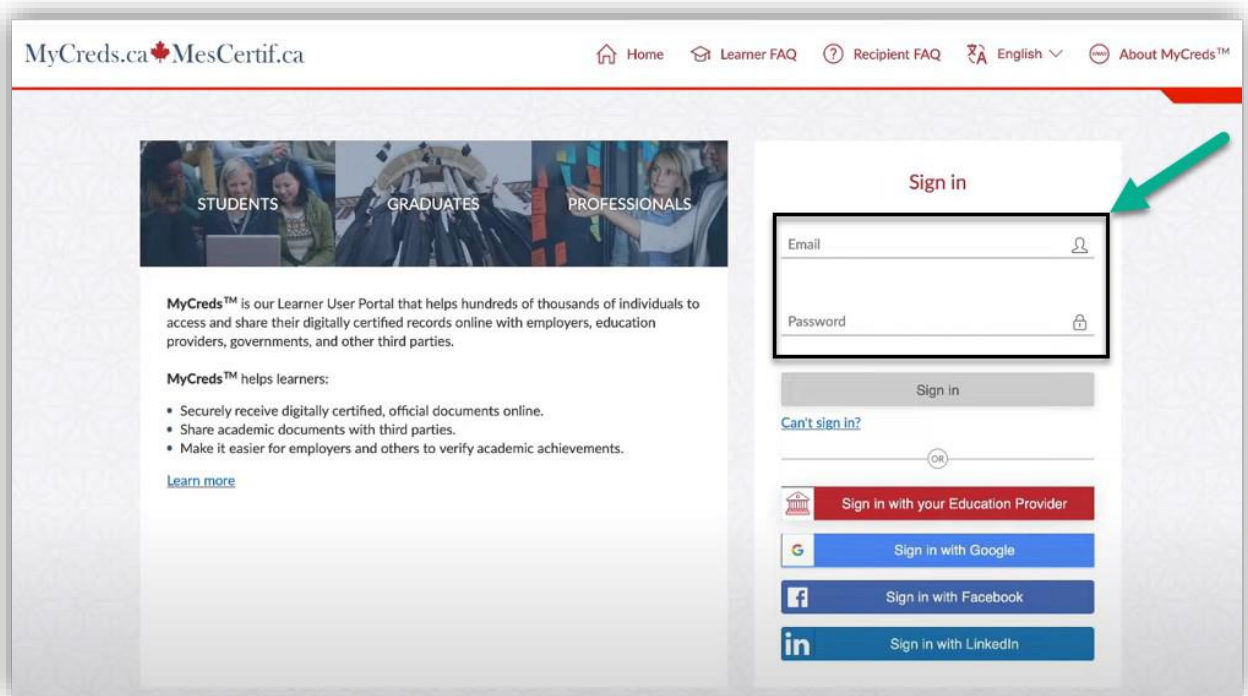 MyCreds.ca MesCertif.ca
Home Learner FAQ Recipient FAQ English About MyCreds™
STUDENTS GRADUATES PROFESSIONALS
MyCreds™ is our Learner User Portal that helps hundreds of thousands of individuals to
access and share their digitally certified records online with employers, education
providers, governments, and other third parties.
MyCreds™ helps learners:
• Securely receive digitally certified, official documents online.
• Share academic documents with third parties.
• Make it easier for employers and others to verify academic achievements.
Learn more
Sign in
Email
Password
Sign in
Can't sign in?
OR
Sign in with your Education Provider
G Sign in with Google
f Sign in with Facebook
in Sign in with LinkedIn